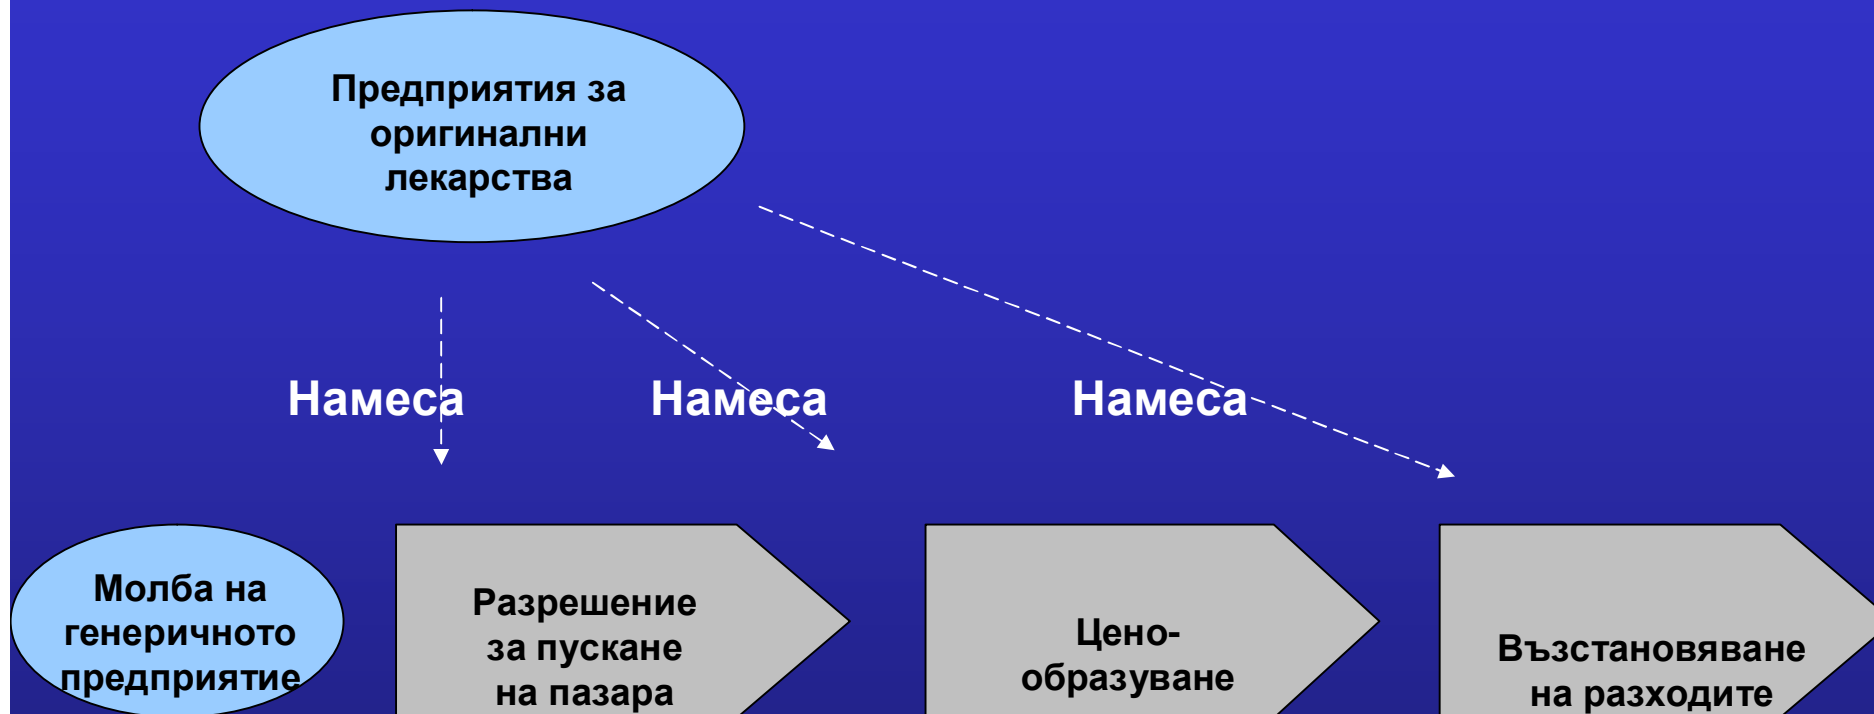 Предприятия за
оригинални
лекарства
Намеса
Намеса
Намеса
Молба на
генеричното
предприятие
Разрешение
за пускане
на пазара
Цено-
образуване
Възстановяване
на разходите